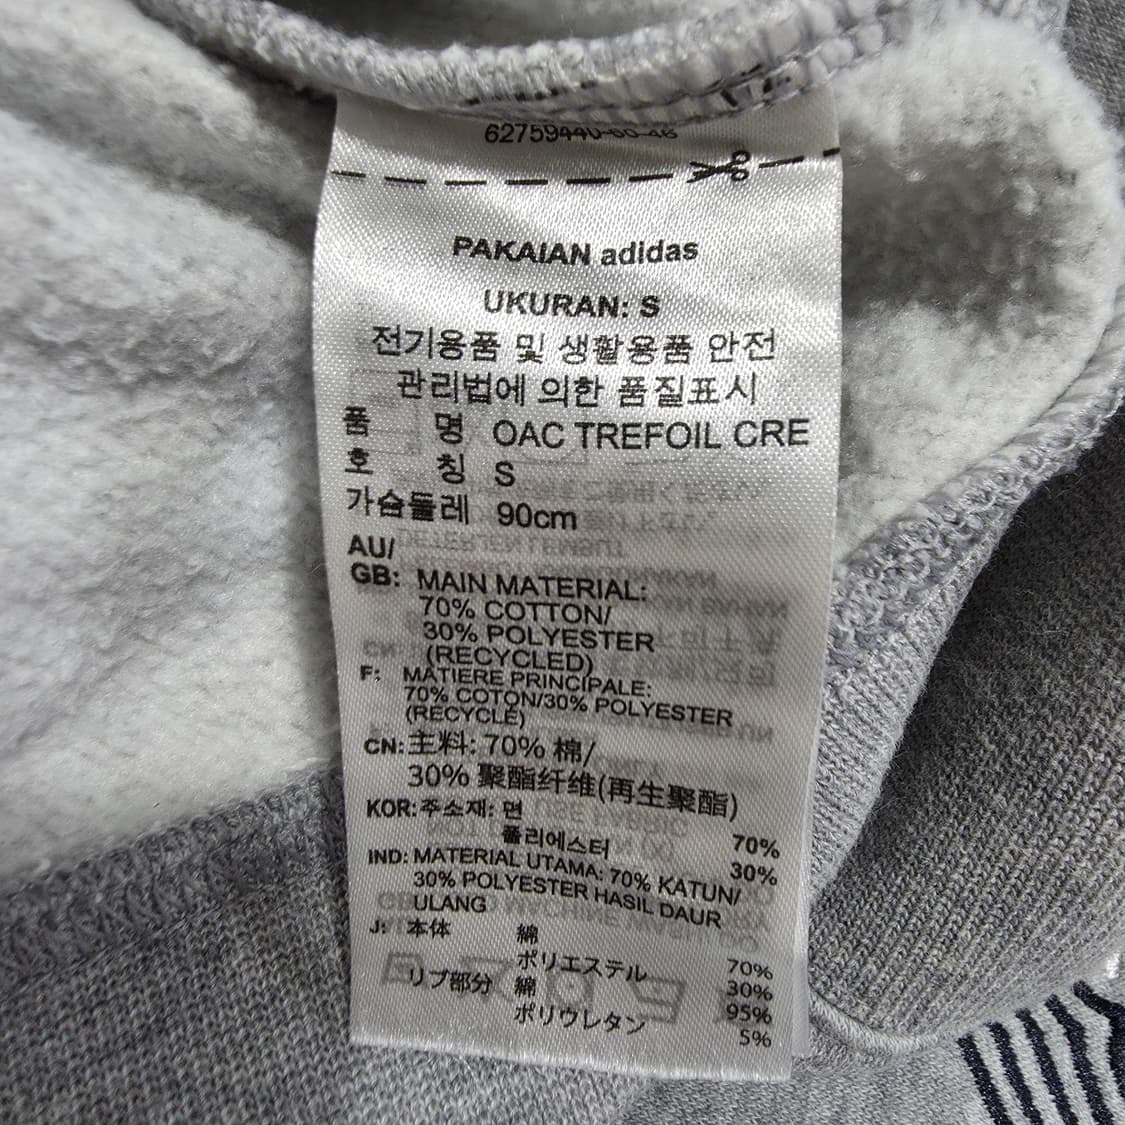 PAKAIAN adidas
UKURAN: S
전기용품 및 생활용품 안전
관리법에 의한 품질표시
품 명 OAC TREFOIL CRE
호 칭 S
가슴둘레 90cm
AU/
GB: MAIN MATERIAL:
70% COTTON/
30% POLYESTER
(RECYCLED)
F: MATIERE PRINCIPALE:
70% COTON/30% POLYESTER
(RECYCLÉ)
CN: 主料: 70% 棉/
30% 聚酯纤维(再生聚酯)
KOR: 주소재: 면 70%
폴리에스터 30%
IND: MATERIAL UTAMA: 70% KATUN/
30% POLYESTER HASIL DAUR
ULANG
J: 本体 綿 70%
ポリエステル 30%
リブ部分 綿 95%
ポリウレタン 5%